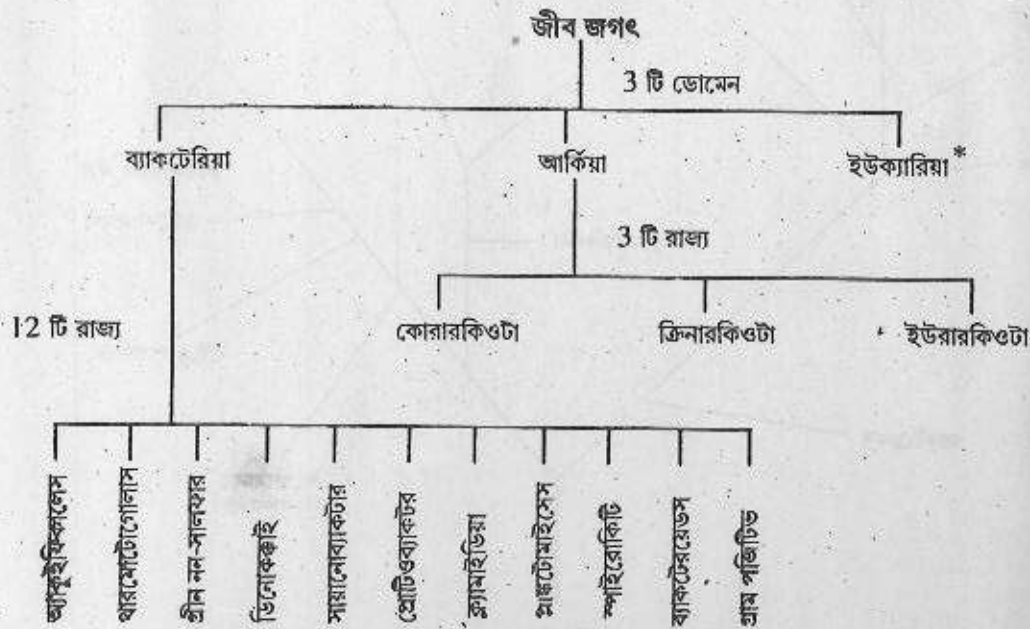 জীব জগৎ
3 টি ডোমেন
ব্যাকটেরিয়া আর্কিয়া ইউক্যারিয়া*
3 টি রাজ্য
12 টি রাজ্য
কোরারকিওটা ক্রিনারকিওটা ইউরারকিওটা
অ্যাকুইফিকালেস
থারমোটোগোলাস
গ্রীন নন-সালফার
ডিনোকক্কাই
সায়ানোব্যাকটার
প্রোটিওব্যাকটর
ক্ল্যামাইডিয়া
প্লাঙ্কটোমাইসেস
স্পাইরোকিটি
ব্যাকটেরয়েডস
গ্রাম পজিটিভ